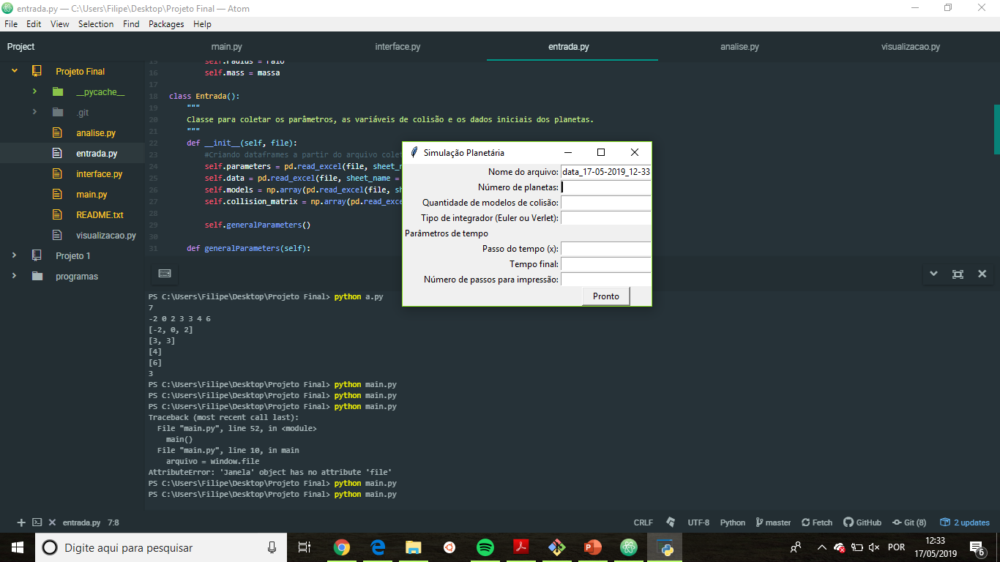 entrada.py — C:\Users\Filipe\Desktop\Projeto Final — Atom
File Edit View Selection Find Packages Help
Project
main.py interface.py entrada.py analise.py visualizacao.py
Projeto Final
__pycache__
.git
analise.py
entrada.py
interface.py
main.py
README.txt
visualizacao.py
Projeto 1
programas
15 self.radius = raio
16 self.mass = massa
17
18 class Entrada():
19 """
20 Classe para coletar os parâmetros, as variáveis de colisão e os dados iniciais dos planetas.
21 """
22 def __init__(self, file):
23 #Criando dataframes a partir do arquivo colet
24 self.parameters = pd.read_excel(file, sheet_n
25 self.data = pd.read_excel(file, sheet_name =
26 self.models = np.array(pd.read_excel(file, sh
27 self.collision_matrix = np.array(pd.read_exce
28
29 self.generalParameters()
30
31 def generalParameters(self):
Simulação Planetária
Nome do arquivo: data_17-05-2019_12-33
Número de planetas:
Quantidade de modelos de colisão:
Tipo de integrador (Euler ou Verlet):
Parâmetros de tempo
Passo do tempo (x):
Tempo final:
Número de passos para impressão:
Pronto
PS C:\Users\Filipe\Desktop\Projeto Final> python a.py
7
-2 0 2 3 3 4 6
[-2, 0, 2]
[3, 3]
[4]
[6]
3
PS C:\Users\Filipe\Desktop\Projeto Final> python main.py
PS C:\Users\Filipe\Desktop\Projeto Final> python main.py
PS C:\Users\Filipe\Desktop\Projeto Final> python main.py
Traceback (most recent call last):
File "main.py", line 52, in <module>
main()
File "main.py", line 10, in main
arquivo = window.file
AttributeError: 'Janela' object has no attribute 'file'
PS C:\Users\Filipe\Desktop\Projeto Final> python main.py
PS C:\Users\Filipe\Desktop\Projeto Final> python main.py
entrada.py 7:8 CRLF UTF-8 Python master Fetch GitHub Git (8) 2 updates
Digite aqui para pesquisar
POR
12:33
17/05/2019
6